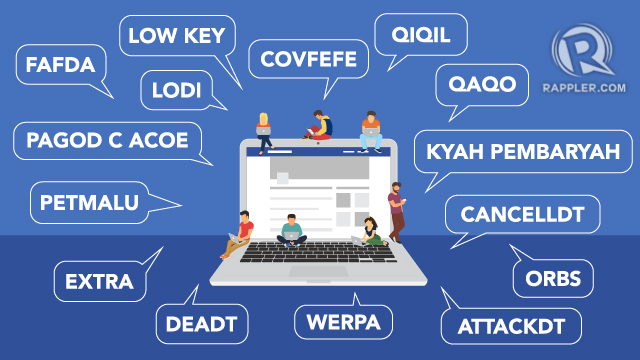 LOW KEY
QIQIL
COVFEFE
FAFDA
R
RAPPLER.COM
LODI
QAQO
PAGOD C ACOE
KYAH PEMBARYAH
PETMALU
CANCELLDT
EXTRA
ORBS
DEADT
WERPA
ATTACKDT